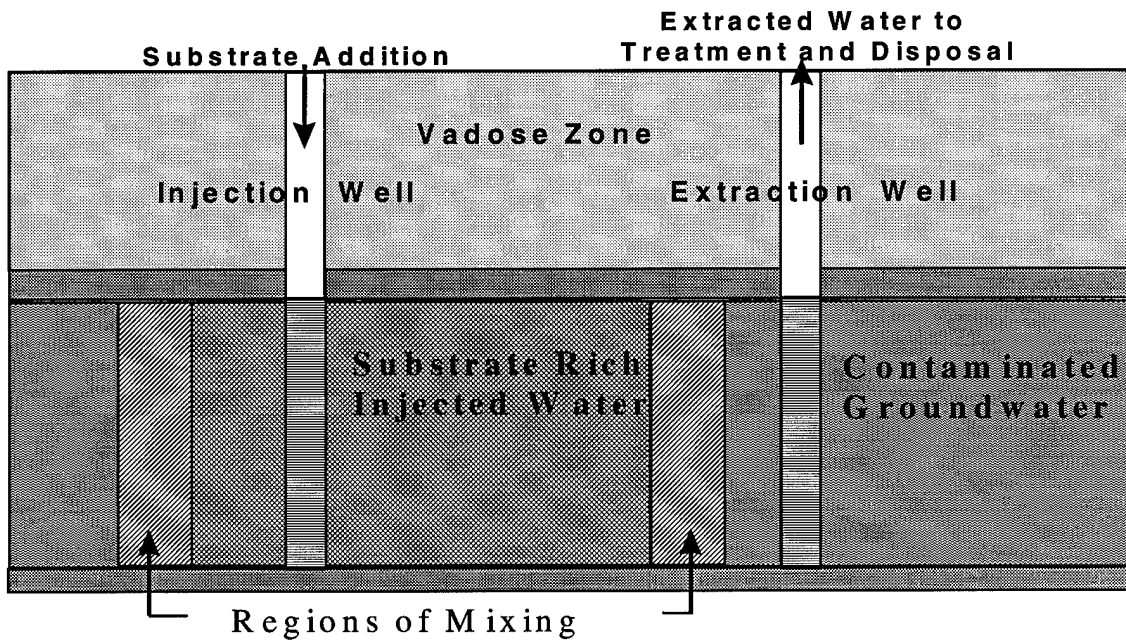 Extracted Water to
Treatment and Disposal
Substrate Addition
Vadose Zone
Injection Well
Extraction Well
Substrate Rich
Injected Water
Contaminated
Groundwater
Regions of Mixing